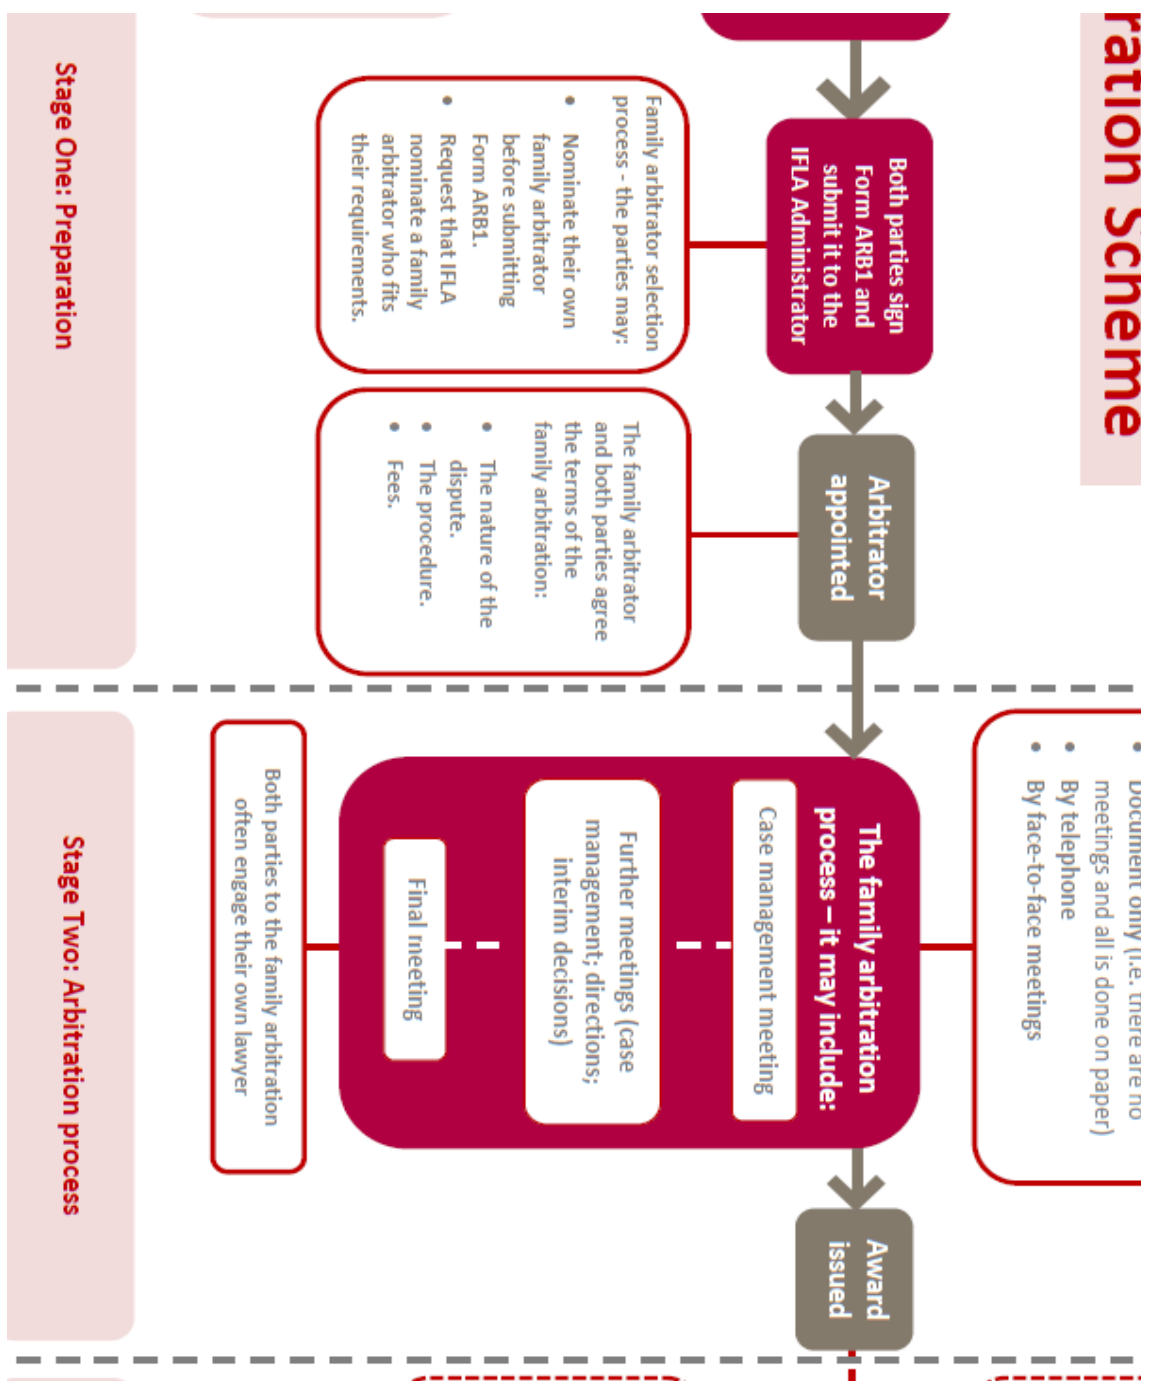 ration Scheme
Both parties sign
Form ARB1 and
submit it to the
IFLA Administrator
Family arbitrator selection
process - the parties may:
• Nominate their own
family arbitrator
before submitting
Form ARB1.
• Request that IFLA
nominate a family
arbitrator who fits
their requirements.
Arbitrator
appointed
The family arbitrator
and both parties agree
the terms of the
family arbitration:
• The nature of the
dispute.
• The procedure.
• Fees.
Stage One: Preparation
• Document only (i.e. there are no
meetings and all is done on paper)
• By telephone
• By face-to-face meetings
The family arbitration
process – it may include:
Case management meeting
Further meetings (case
management; directions;
interim decisions)
Final meeting
Both parties to the family arbitration
often engage their own lawyer
Award
issued
Stage Two: Arbitration process